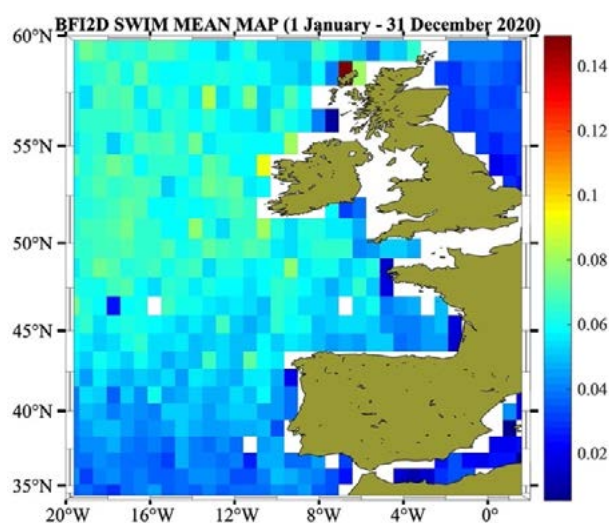 BFI2D SWIM MEAN MAP (1 January - 31 December 2020)
60°N
55°N
50°N
45°N
40°N
35°N
20°W 16°W 12°W 8°W 4°W 0°
0.14
0.12
0.1
0.08
0.06
0.04
0.02